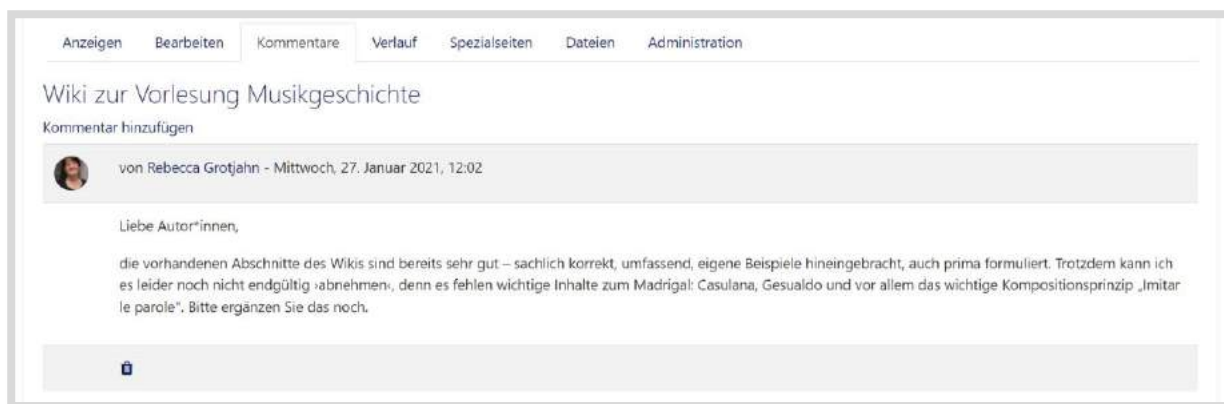 Anzeigen Bearbeiten Kommentare Verlauf Spezialseiten Dateien Administration
Wiki zur Vorlesung Musikgeschichte
Kommentar hinzufügen
von Rebecca Grotjahn - Mittwoch, 27. Januar 2021, 12:02
Liebe Autor*innen,
die vorhandenen Abschnitte des Wikis sind bereits sehr gut – sachlich korrekt, umfassend, eigene Beispiele hineingebracht, auch prima formuliert. Trotzdem kann ich
es leider noch nicht endgültig ›abnehmen‹, denn es fehlen wichtige Inhalte zum Madrigal: Casulana, Gesualdo und vor allem das wichtige Kompositionsprinzip „Imitar
le parole". Bitte ergänzen Sie das noch.